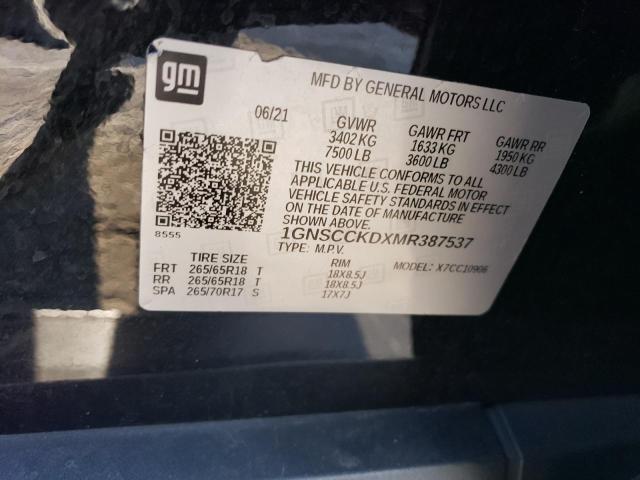 gm
MFD BY GENERAL MOTORS LLC
06/21
GVWR GAWR FRT GAWR RR
3402 KG 1633 KG 1950 KG
7500 LB 3600 LB 4300 LB
THIS VEHICLE CONFORMS TO ALL
APPLICABLE U.S. FEDERAL MOTOR
VEHICLE SAFETY STANDARDS IN EFFECT
ON THE DATE OF MANUFACTURE
SHOWN ABOVE.
8555
1GNSCCKDXMR387537
TYPE: M.P.V. MODEL: X7CC10906
TIRE SIZE RIM
FRT 265/65R18 T 18X8.5J
RR 265/65R18 T 18X8.5J
SPA 265/70R17 S 17X7J